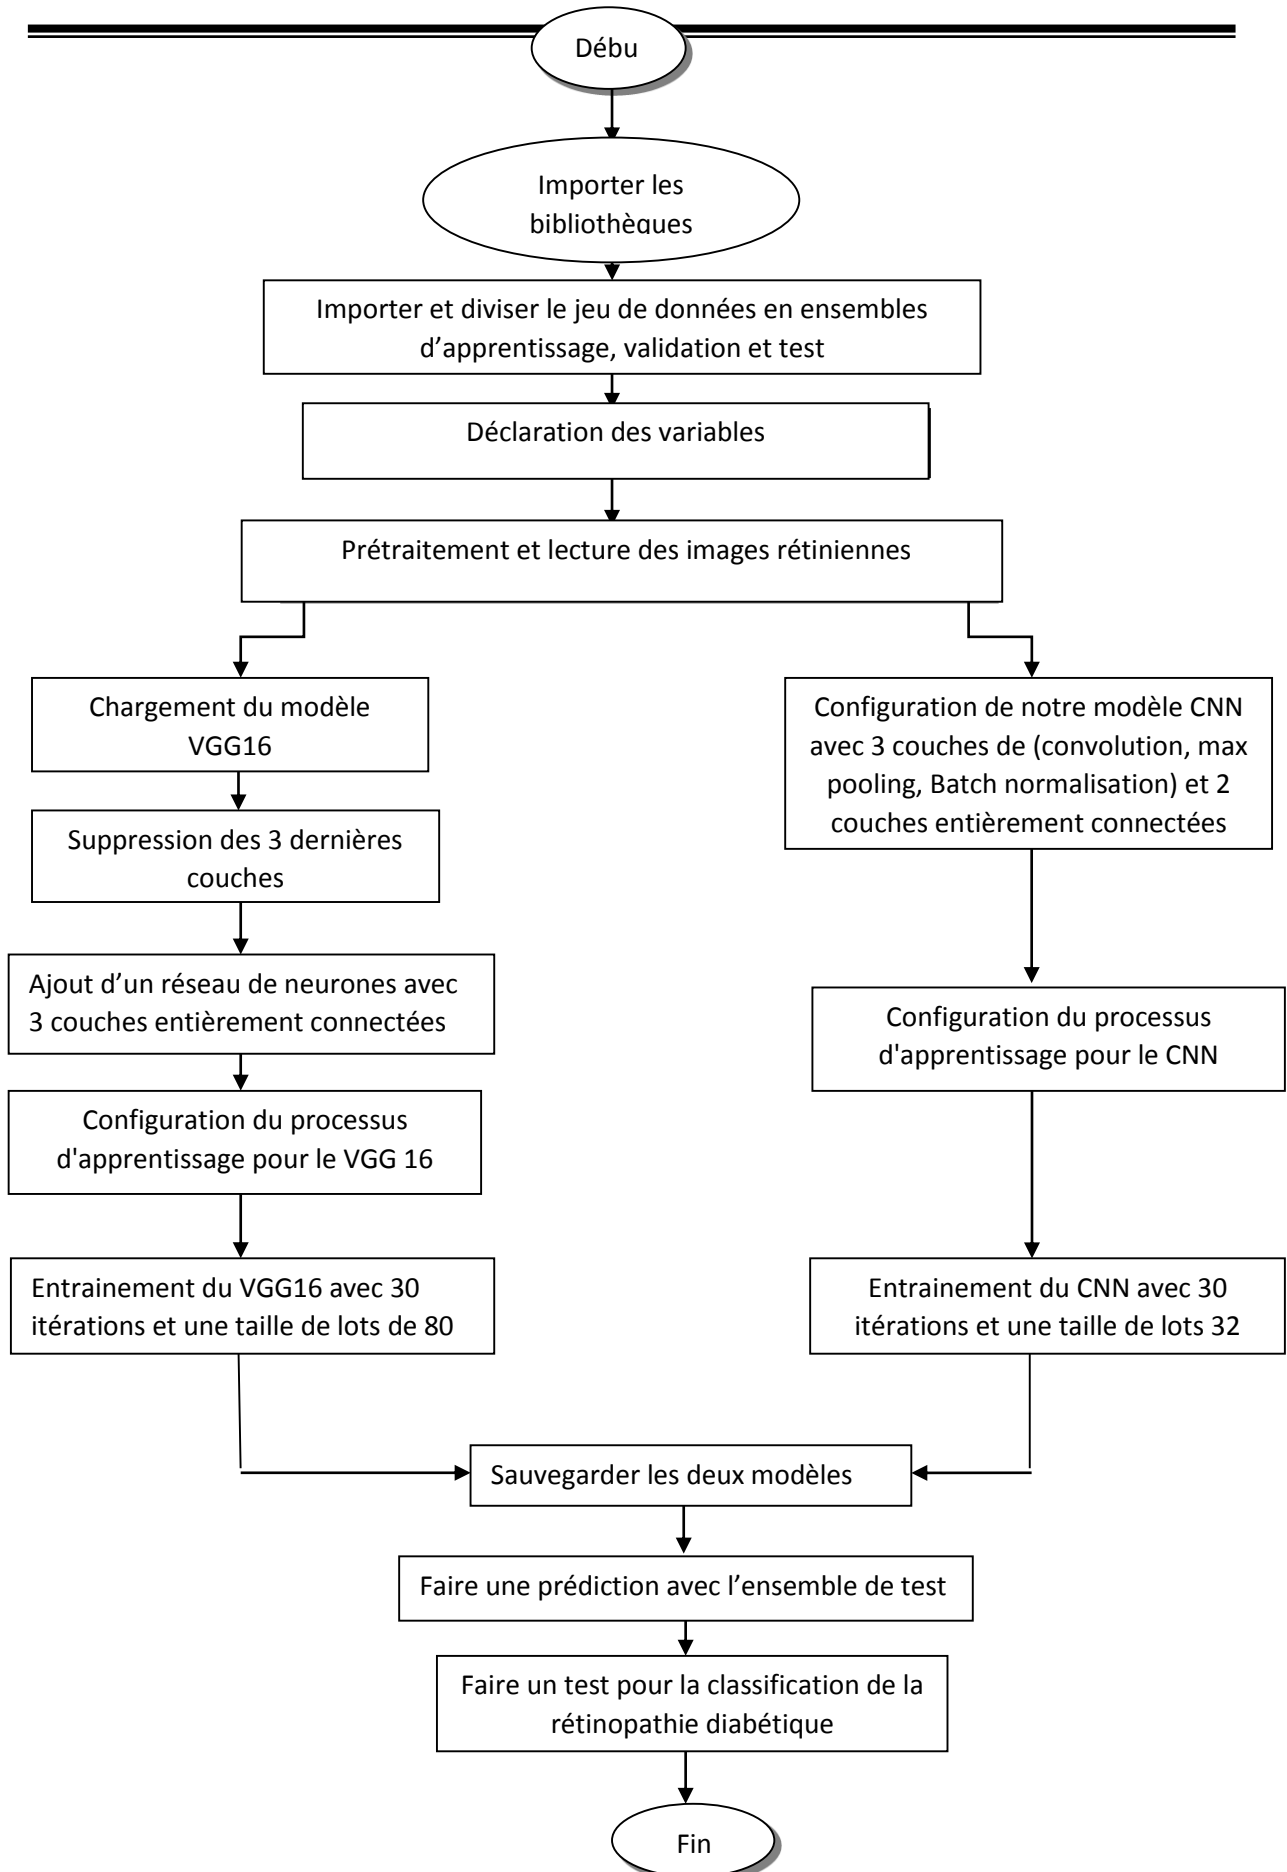 Débu
Importer les
bibliothèques
Importer et diviser le jeu de données en ensembles
d’apprentissage, validation et test
Déclaration des variables
Prétraitement et lecture des images rétiniennes
Chargement du modèle
VGG16
Suppression des 3 dernières
couches
Ajout d’un réseau de neurones avec
3 couches entièrement connectées
Configuration du processus
d'apprentissage pour le VGG 16
Entrainement du VGG16 avec 30
itérations et une taille de lots de 80
Configuration de notre modèle CNN
avec 3 couches de (convolution, max
pooling, Batch normalisation) et 2
couches entièrement connectées
Configuration du processus
d'apprentissage pour le CNN
Entrainement du CNN avec 30
itérations et une taille de lots 32
Sauvegarder les deux modèles
Faire une prédiction avec l’ensemble de test
Faire un test pour la classification de la
rétinopathie diabétique
Fin